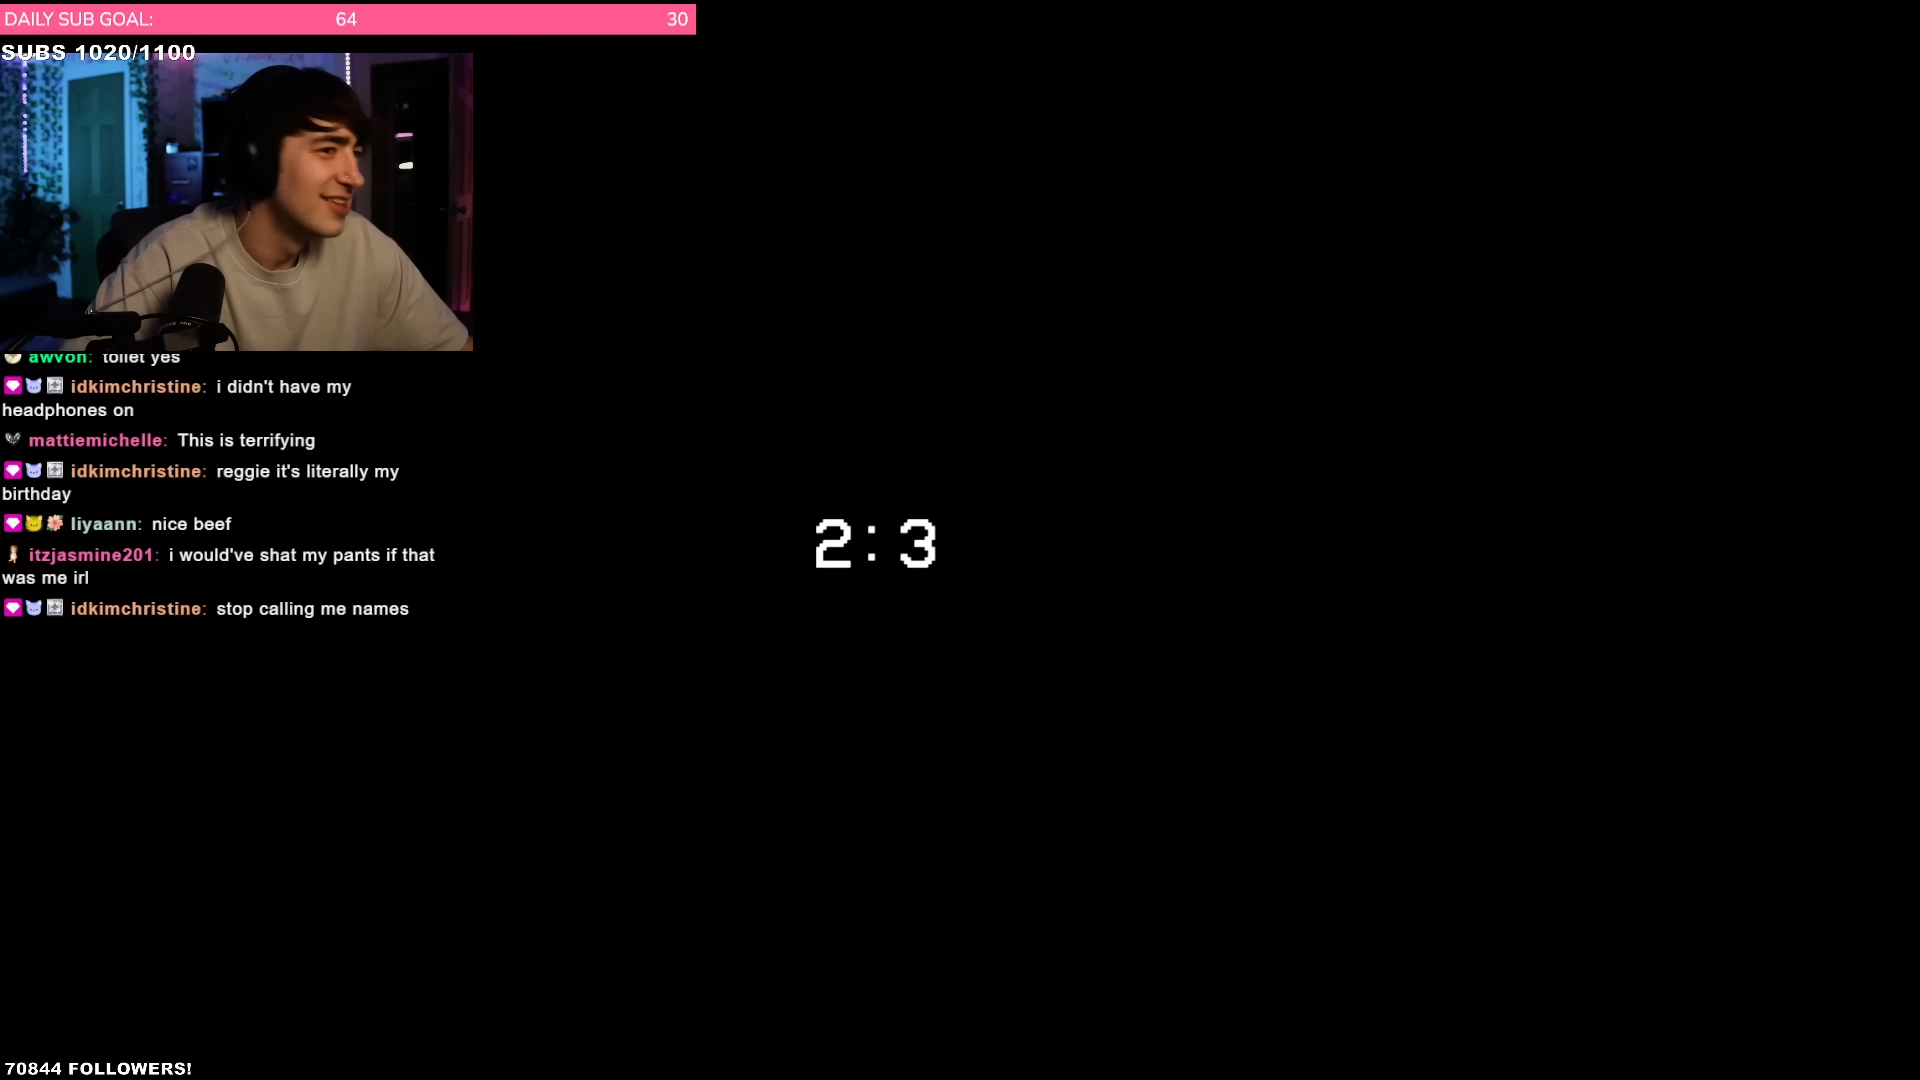 DAILY SUB GOAL: 64 30
SUBS 1020/1100
awvon: toilet yes
idkimchristine: i didn't have my
headphones on
mattiemichelle: This is terrifying
idkimchristine: reggie it's literally my
birthday
liyaann: nice beef
itzjasmine201: i would've shat my pants if that
was me irl
idkimchristine: stop calling me names
2:3
70844 FOLLOWERS!